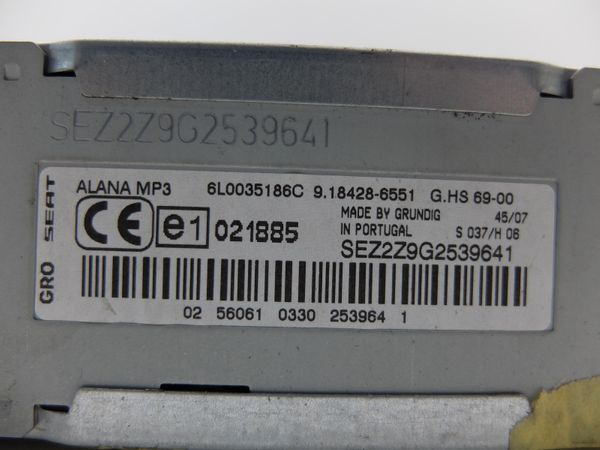 SEZ2Z9G2539641
GRO SEAT
ALANA MP3 6L0035186C 9.18428-6551 G.HS 69-00
CE e1 021885 MADE BY GRUNDIG 45/07
IN PORTUGAL S 037/H 06
SEZ2Z9G2539641
02 56061 0330 253964 1